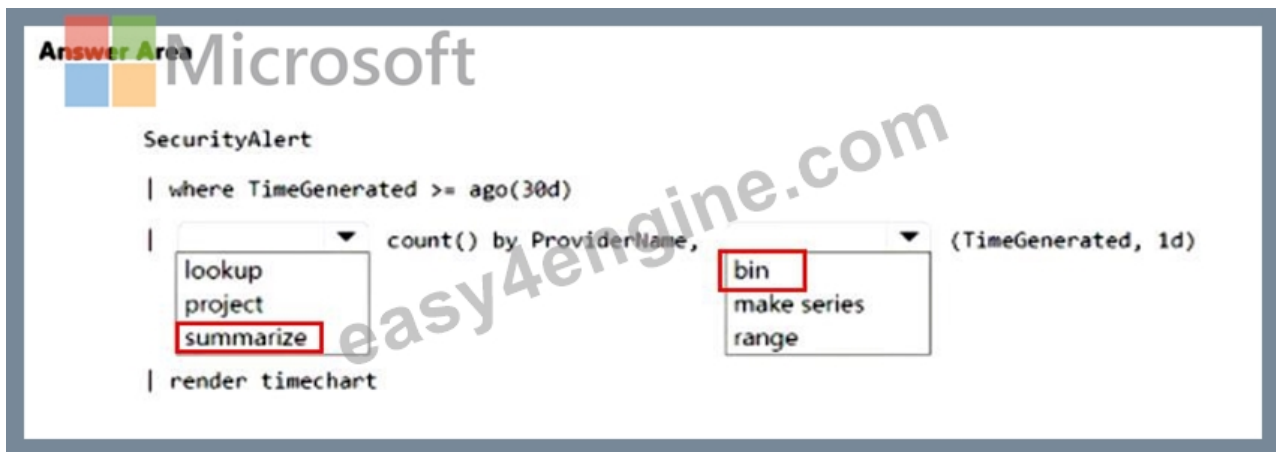 Answer Area
Microsoft
SecurityAlert
| where TimeGenerated >= ago(30d)
| count() by ProviderName, (TimeGenerated, 1d)
lookup bin
project make series
summarize range
| render timechart
easy4engine.com